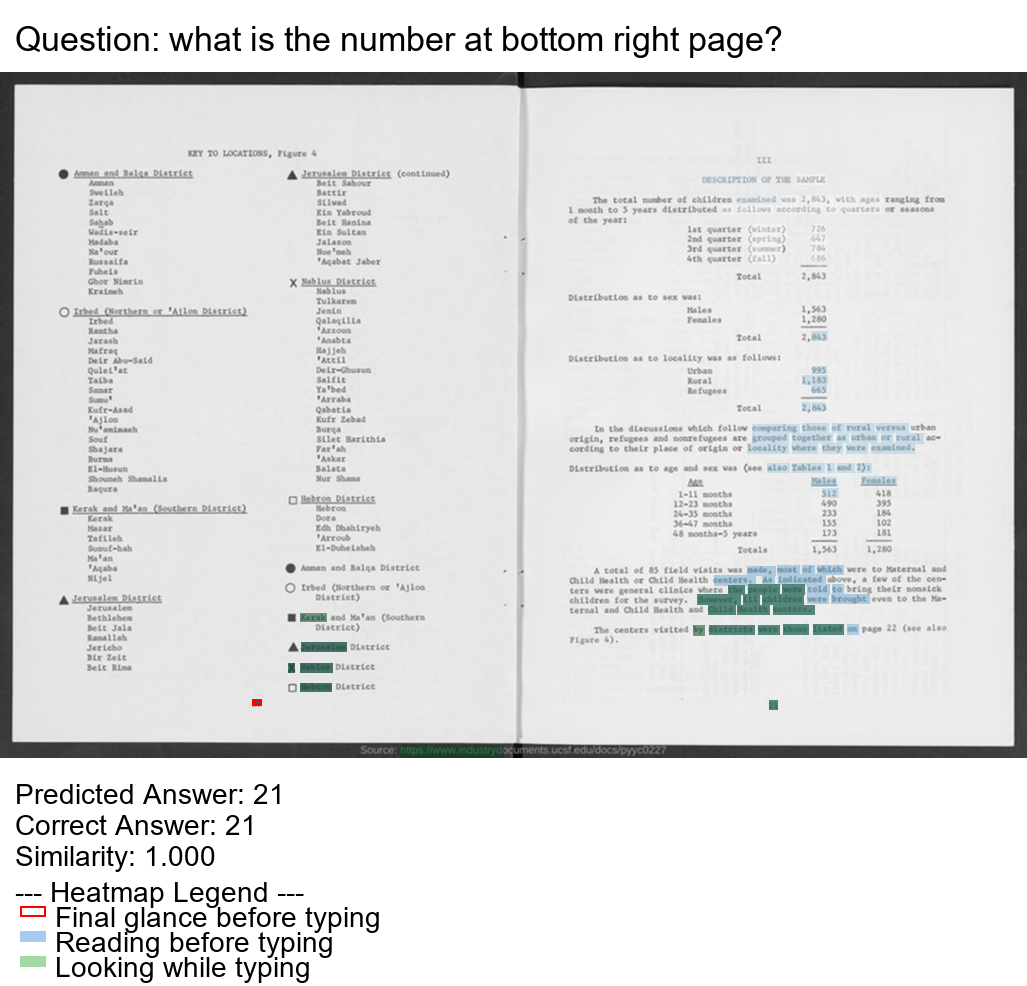 Question: what is the number at bottom right page?
KEY TO LOCATIONS, Figure 4
Amman and Balqa District
Amman
Sweileh
Zarqa
Salt
Sahab
Wadis-seir
Madaba
Na'our
Russaifa
Fuheis
Ghor Nimrin
Kraimeh
Irbed (Northern or 'Ajlon District)
Irbed
Ramtha
Jarash
Mafraq
Deir Abu-Said
Qulei'at
Taiba
Samar
Sumu'
Kufr-Asad
'Ajlon
Nu'aimimeh
Souf
Shajara
Burma
El-Husun
Shouneh Shamalia
Baqura
Kerak and Ma'an (Southern District)
Kerak
Mazar
Tafileh
Sunuf-hah
Ma'an
'Aqaba
Nijel
Jerusalem District
Jerusalem
Bethlehem
Beit Jala
Ramallah
Jericho
Bir Zeit
Beit Rima
Jerusalem District (continued)
Beit Sahour
Battir
Silwad
Ein Yabroud
Beit Hanina
Ein Sultan
Jalazon
Nue'meh
'Aqabat Jaber
X Nablus District
Nablus
Tulkarem
Jenin
Qalaqilia
'Azzoun
'Anabta
Hajjeh
'Attil
Deir-Ghusun
Salfit
Ya'bed
'Arraba
Qabatia
Kufr Zebad
Burqa
Silet Harithia
Far'ah
'Askar
Balata
Nur Shams
Hebron District
Hebron
Dora
Edh Dhahiryeh
'Arroub
El-Duheisheh
Amman and Balqa District
Irbed (Northern or 'Ajlon
District)
Kerak and Ma'an (Southern
District)
Jerusalem District
X Nablus District
Hebron District
III
DESCRIPTION OF THE SAMPLE
The total number of children examined was 2,843, with ages ranging from
1 month to 5 years distributed as follows according to quarters or seasons
of the year:
1st quarter (winter) 726
2nd quarter (spring) 647
3rd quarter (summer) 784
4th quarter (fall) 686
Total 2,843
Distribution as to sex was:
Males 1,563
Females 1,280
Total 2,843
Distribution as to locality was as follows:
Urban 995
Rural 1,183
Refugees 665
Total 2,843
In the discussions which follow comparing those of rural versus urban
origin, refugees and nonrefugees are grouped together as urban or rural ac-
cording to their place of origin or locality where they were examined.
Distribution as to age and sex was (see also Tables 1 and 2):
Age Males Females
1-11 months 512 418
12-23 months 490 395
24-35 months 233 184
36-47 months 155 102
48 months-5 years 173 181
Totals 1,563 1,280
A total of 85 field visits was made, most of which were to Maternal and
Child Health or Child Health centers. As indicated above, a few of the cen-
ters were general clinics where the people were told to bring their nonsick
children for the survey. However, ill children were brought even to the Ma-
ternal and Child Health and Child Health centers.
The centers visited by districts were those listed on page 22 (see also
Figure 4).
21
Source: https://www.industrydocuments.ucsf.edu/docs/pyyc0227
Predicted Answer: 21
Correct Answer: 21
Similarity: 1.000
--- Heatmap Legend ---
Final glance before typing
Reading before typing
Looking while typing